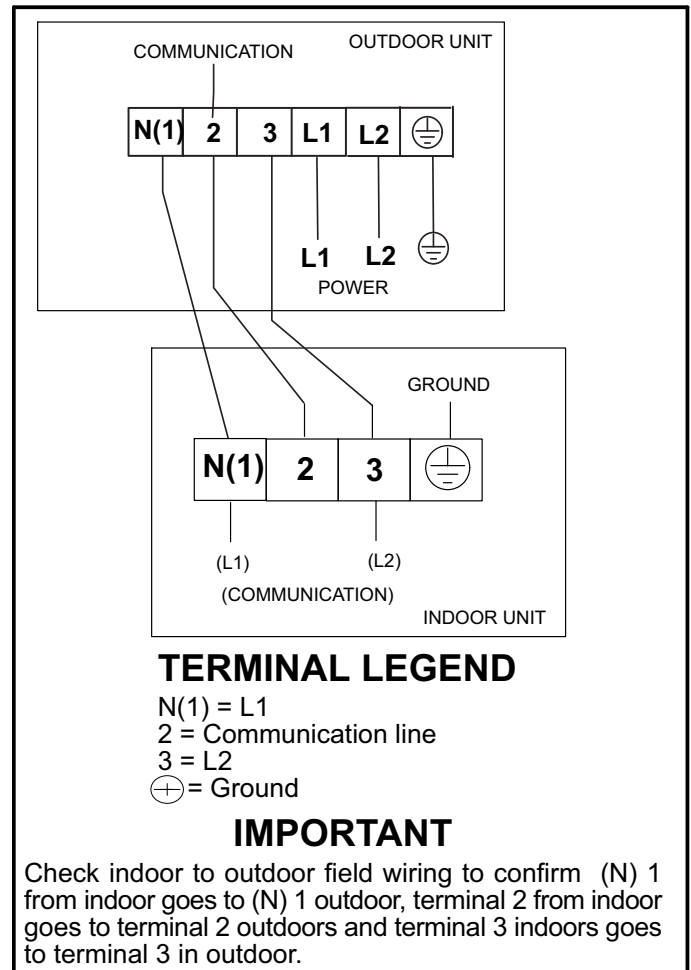 OUTDOOR UNIT
COMMUNICATION
N(1) 2 3 L1 L2
L1 L2
POWER
GROUND
N(1) 2 3
(L1) (L2)
(COMMUNICATION)
INDOOR UNIT
TERMINAL LEGEND
N(1) = L1
2 = Communication line
3 = L2
= Ground
IMPORTANT
Check indoor to outdoor field wiring to confirm (N) 1
from indoor goes to (N) 1 outdoor, terminal 2 from indoor
goes to terminal 2 outdoors and terminal 3 indoors goes
to terminal 3 in outdoor.